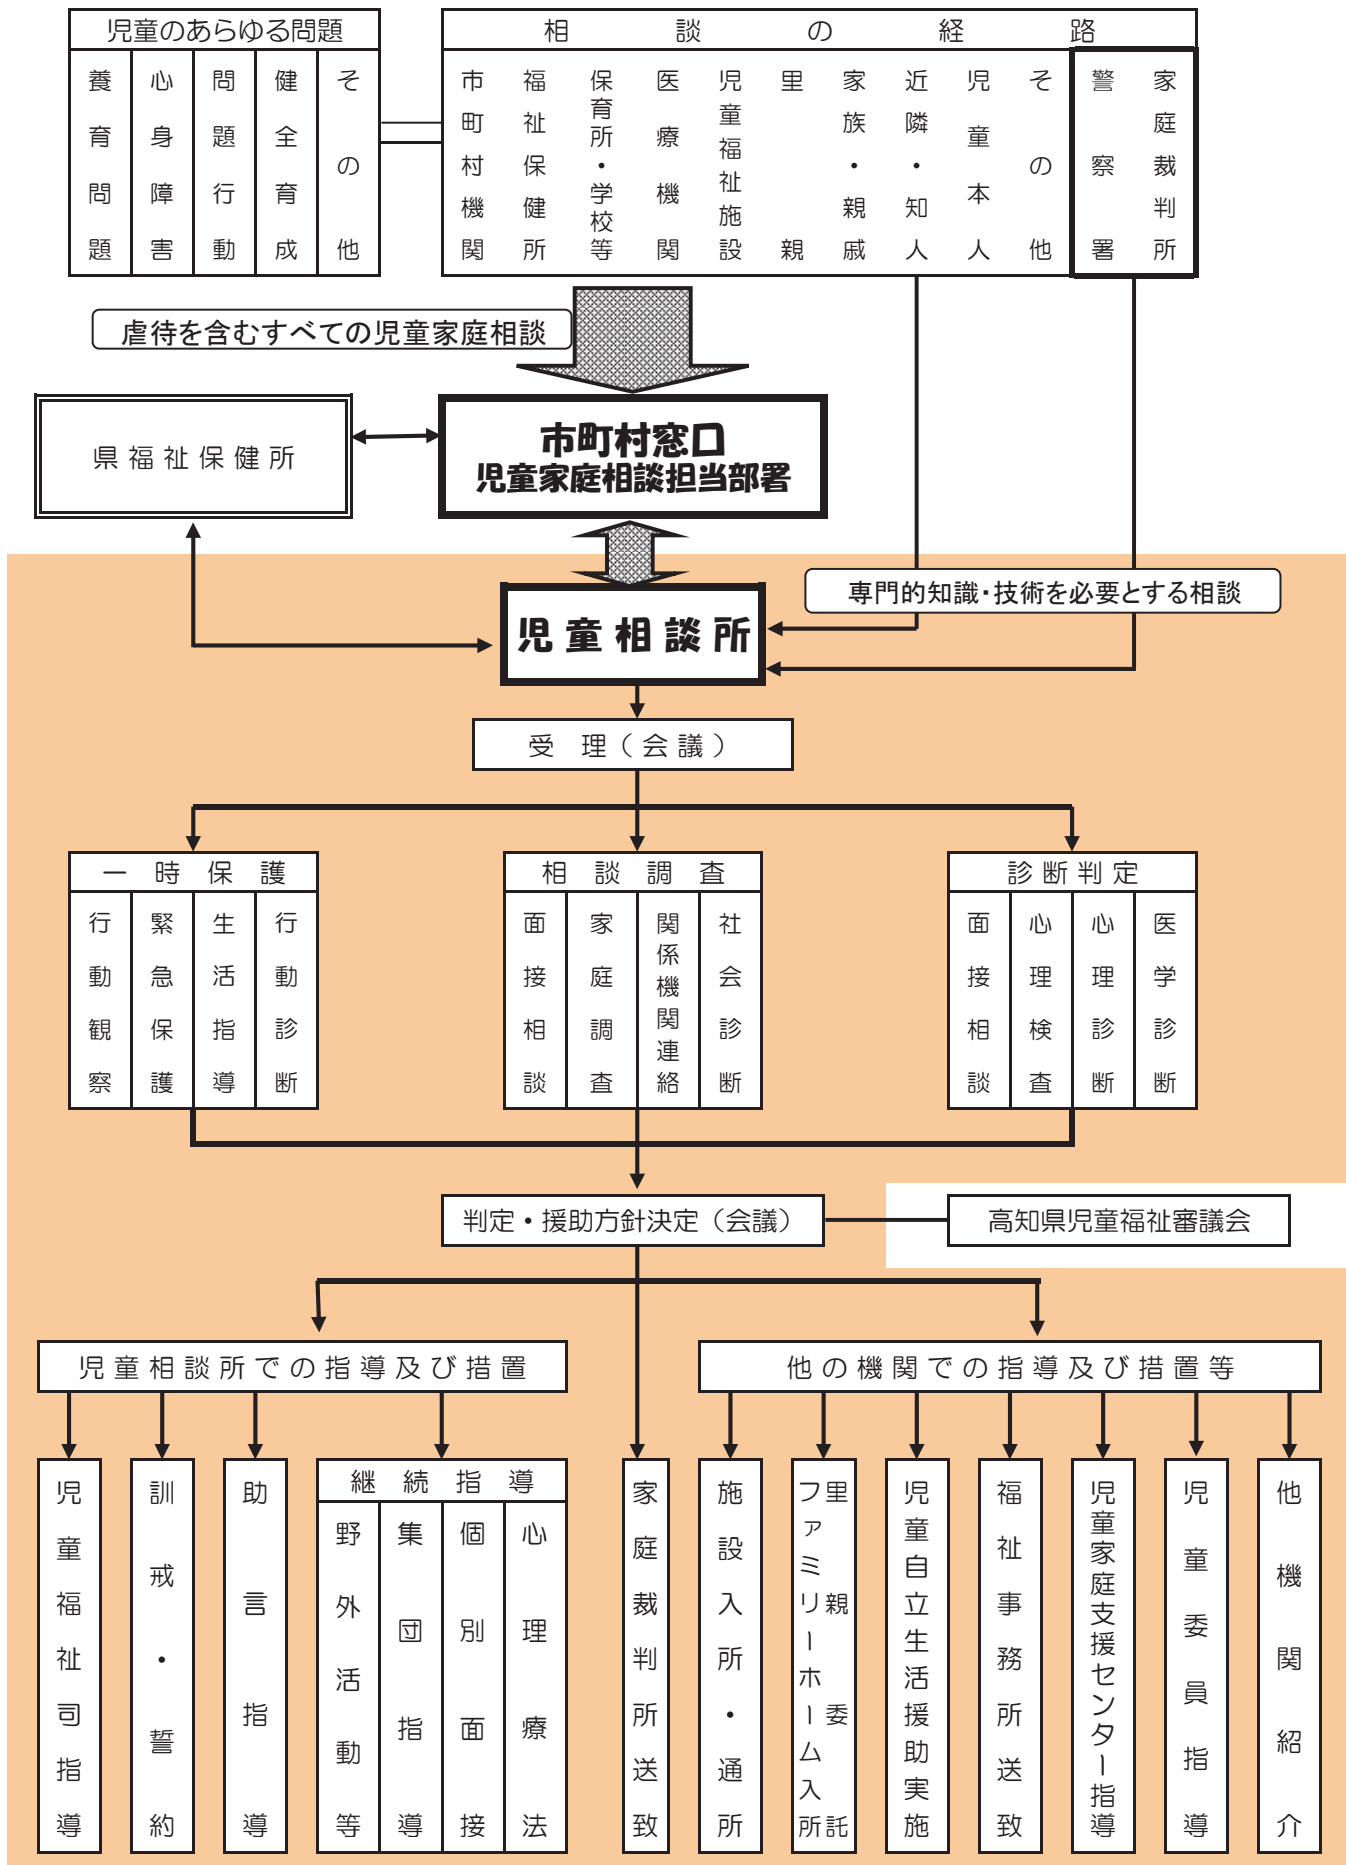 児童のあらゆる問題
養育問題
心身障害
問題行動
健全育成
その他
相談の経路
市町村機関
福祉保健所
保育所・学校等
医療機関
児童福祉施設
里親
家族・親戚
近隣・知人
児童本人
その他
警察署
家庭裁判所
虐待を含むすべての児童家庭相談
県福祉保健所
市町村窓口
児童家庭相談担当部署
専門的知識・技術を必要とする相談
児童相談所
受 理（会議）
一時保護
行動観察
緊急保護
生活指導
行動診断
相談調査
面接相談
家庭調査
関係機関連絡
社会診断
診断判定
面接相談
心理検査
心理診断
医学診断
判定・援助方針決定（会議）
高知県児童福祉審議会
児童相談所での指導及び措置
他の機関での指導及び措置等
児童福祉司指導
訓戒・誓約
助言指導
継続指導
野外活動等
集団指導
個別面接
心理療法
家庭裁判所送致
施設入所・通所
里親委託
ファミリーホーム入所
児童自立生活援助実施
福祉事務所送致
児童家庭支援センター指導
児童委員指導
他機関紹介